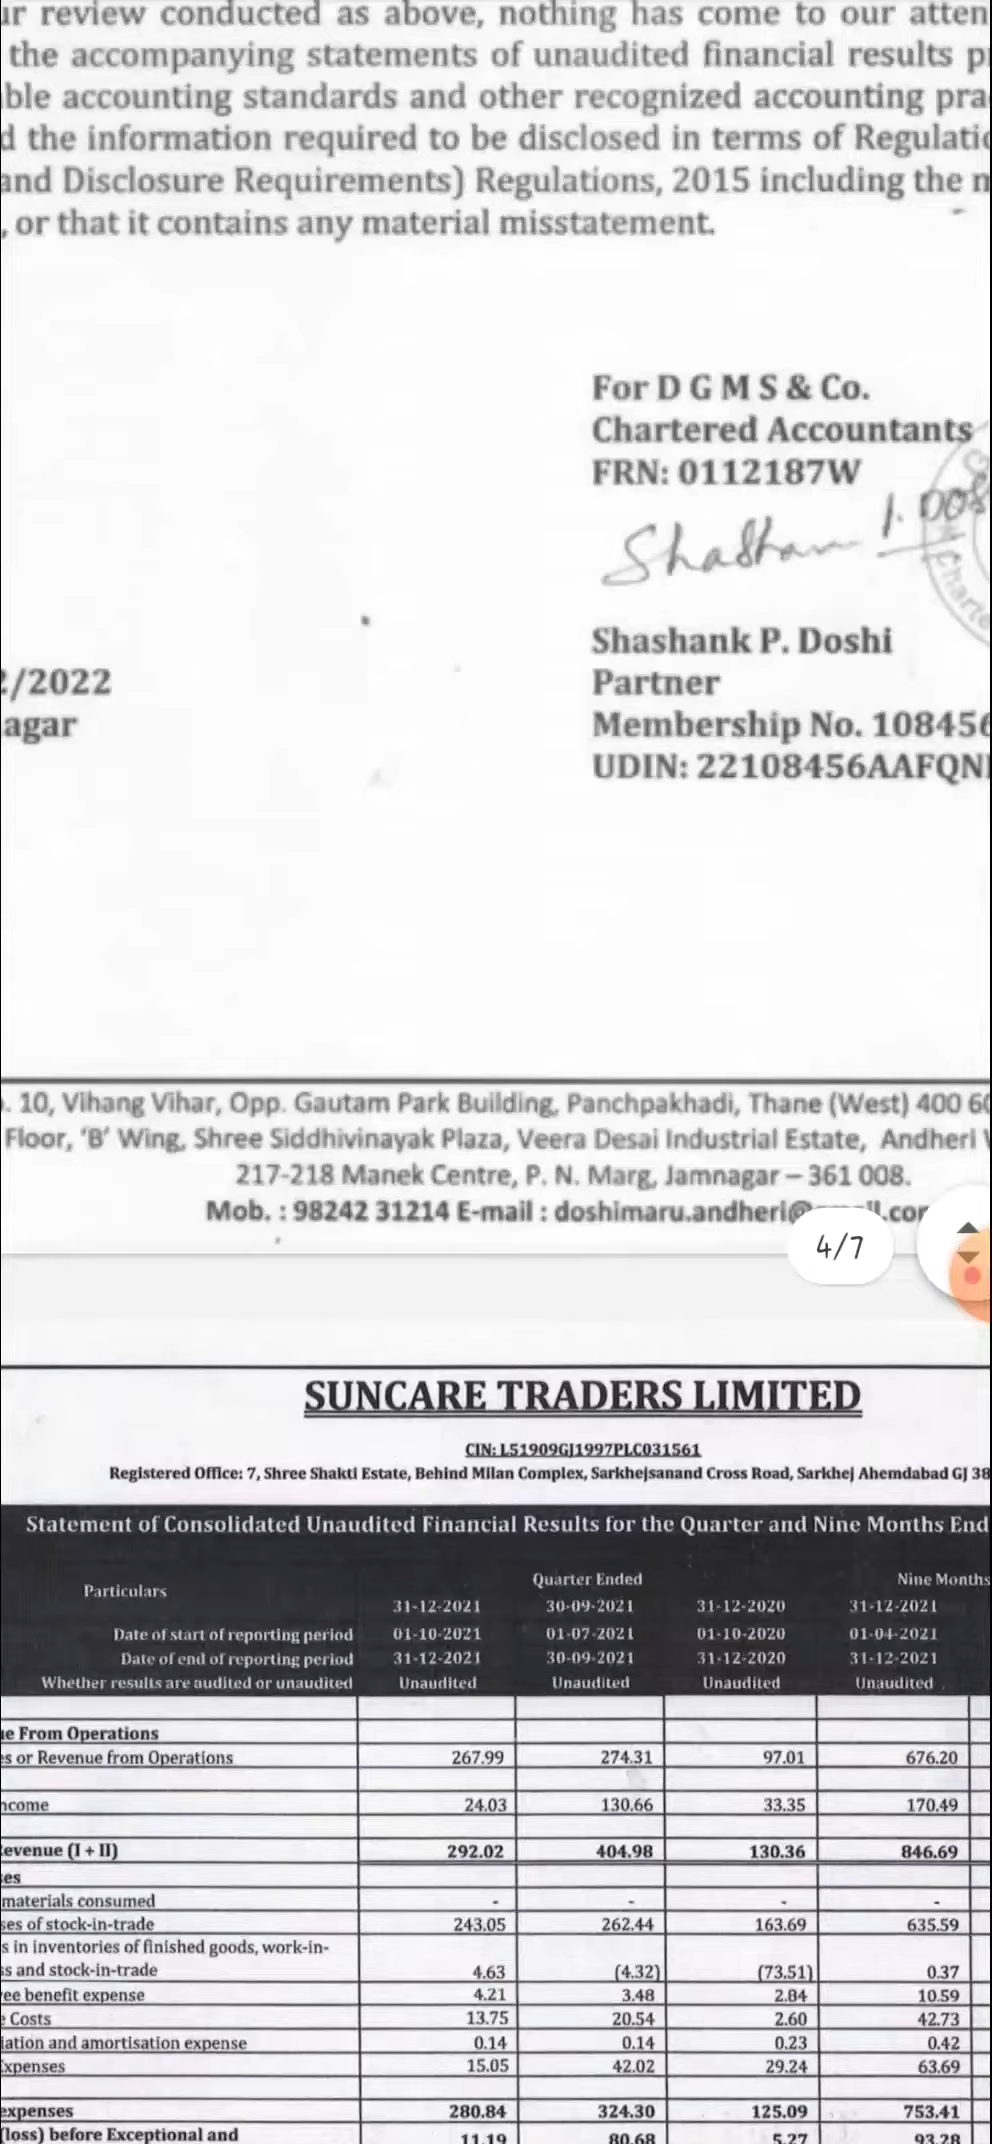 ur review conducted as above, nothing has come to our atten
the accompanying statements of unaudited financial results p
ble accounting standards and other recognized accounting pra
d the information required to be disclosed in terms of Regulatio
and Disclosure Requirements) Regulations, 2015 including the m
, or that it contains any material misstatement.
For D G M S & Co.
Chartered Accountants
FRN: 0112187W
Shashank P. Doshi
2/2022
Partner
agar
Membership No. 108456
UDIN: 22108456AAFQN
. 10, Vihang Vihar, Opp. Gautam Park Building, Panchpakhadi, Thane (West) 400 60
Floor, ‘B’ Wing, Shree Siddhivinayak Plaza, Veera Desai Industrial Estate, Andheri
217-218 Manek Centre, P. N. Marg, Jamnagar – 361 008.
Mob. : 98242 31214 E-mail : doshimaru.andheri@
4/7
SUNCARE TRADERS LIMITED
CIN: L51909GJ1997PLC031561
Registered Office: 7, Shree Shakti Estate, Behind Milan Complex, Sarkhejsanand Cross Road, Sarkhej Ahemdabad GJ 38
Statement of Consolidated Unaudited Financial Results for the Quarter and Nine Months End
Particulars Quarter Ended Nine Months
31-12-2021 30-09-2021 31-12-2020 31-12-2021
Date of start of reporting period 01-10-2021 01-07-2021 01-10-2020 01-04-2021
Date of end of reporting period 31-12-2021 30-09-2021 31-12-2020 31-12-2021
Whether results are audited or unaudited Unaudited Unaudited Unaudited Unaudited
ue From Operations
es or Revenue from Operations 267.99 274.31 97.01 676.20
ncome 24.03 130.66 33.35 170.49
evenue (I + II) 292.02 404.98 130.36 846.69
es
materials consumed - - - -
ses of stock-in-trade 243.05 262.44 163.69 635.59
s in inventories of finished goods, work-in-
ss and stock-in-trade 4.63 (4.32) (73.51) 0.37
ee benefit expense 4.21 3.48 2.84 10.59
e Costs 13.75 20.54 2.60 42.73
iation and amortisation expense 0.14 0.14 0.23 0.42
xpenses 15.05 42.02 29.24 63.69
expenses 280.84 324.30 125.09 753.41
(loss) before Exceptional and
11.19 80.68 5.27 93.28